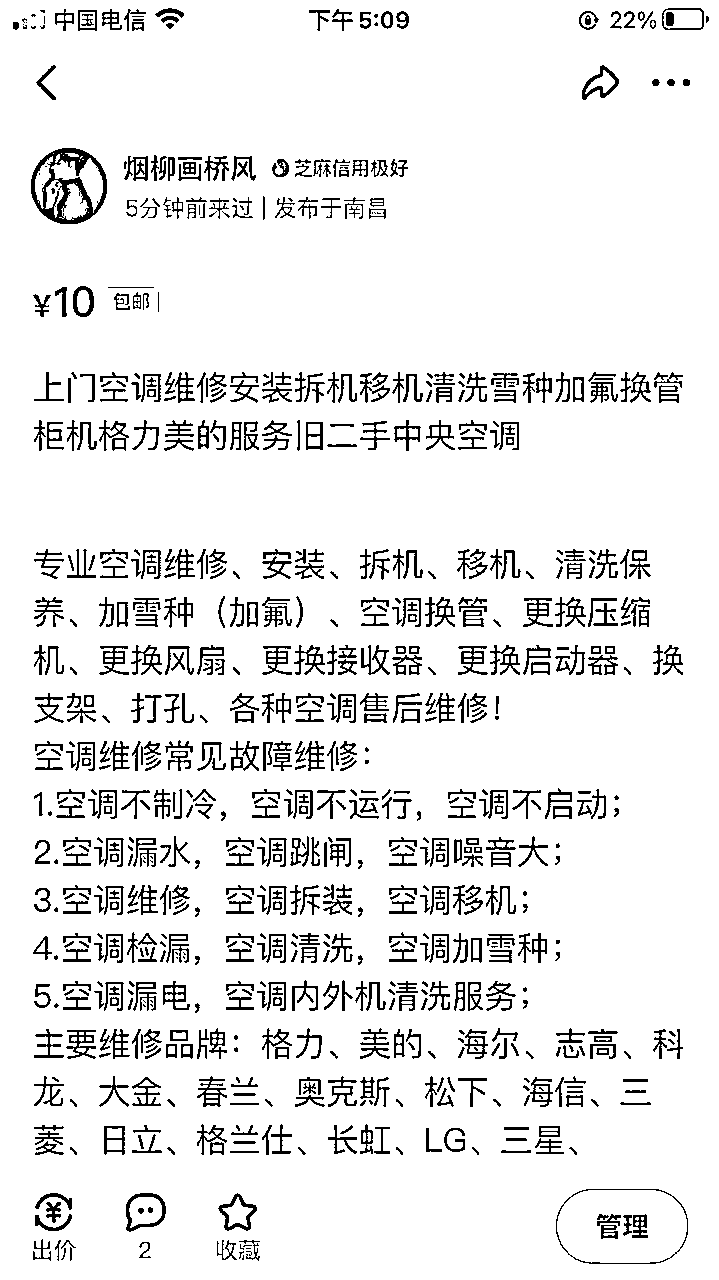 中国电信
下午5:09
22%
烟柳画桥风 芝麻信用极好
5分钟前来过 | 发布于南昌
¥10 包邮 |
上门空调维修安装拆机移机清洗雪种加氟换管
柜机格力美的服务旧二手中央空调
专业空调维修、安装、拆机、移机、清洗保
养、加雪种（加氟）、空调换管、更换压缩
机、更换风扇、更换接收器、更换启动器、换
支架、打孔、各种空调售后维修！
空调维修常见故障维修：
1.空调不制冷，空调不运行，空调不启动；
2.空调漏水，空调跳闸，空调噪音大；
3.空调维修，空调拆装，空调移机；
4.空调检漏，空调清洗，空调加雪种；
5.空调漏电，空调内外机清洗服务；
主要维修品牌：格力、美的、海尔、志高、科
龙、大金、春兰、奥克斯、松下、海信、三
菱、日立、格兰仕、长虹、LG、三星、
出价
2
收藏
管理